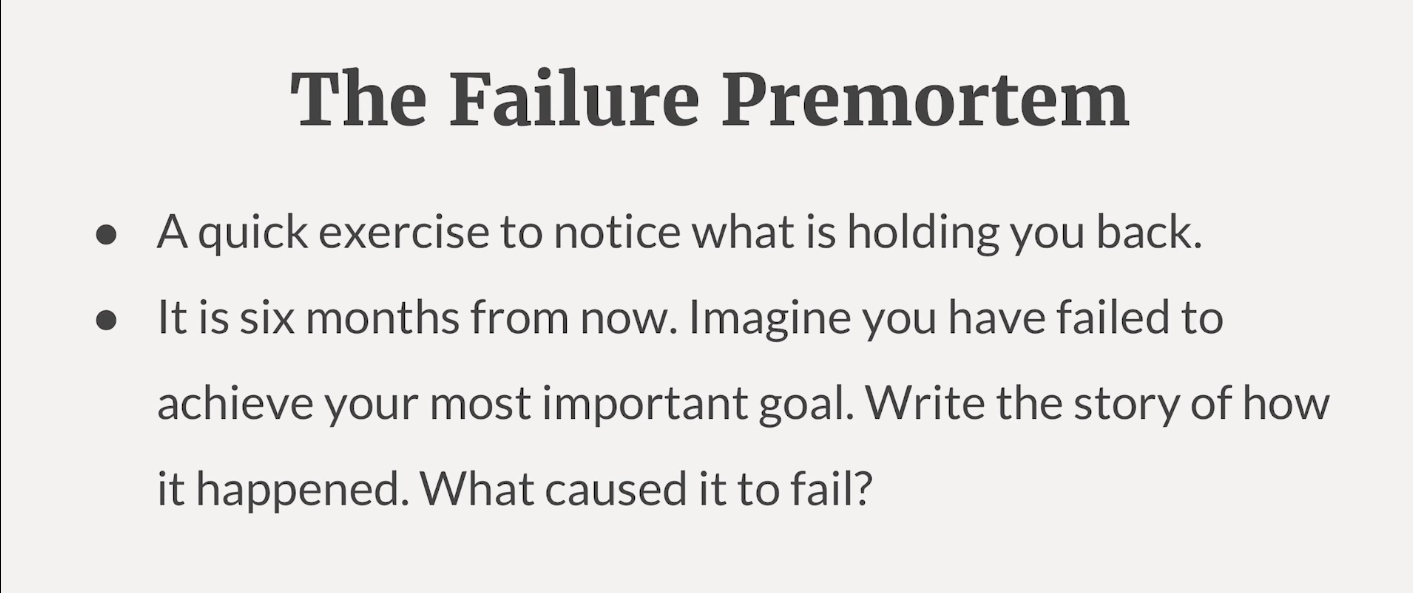 The Failure Premortem
● A quick exercise to notice what is holding you back.
● It is six months from now. Imagine you have failed to
achieve your most important goal. Write the story of how
it happened. What caused it to fail?